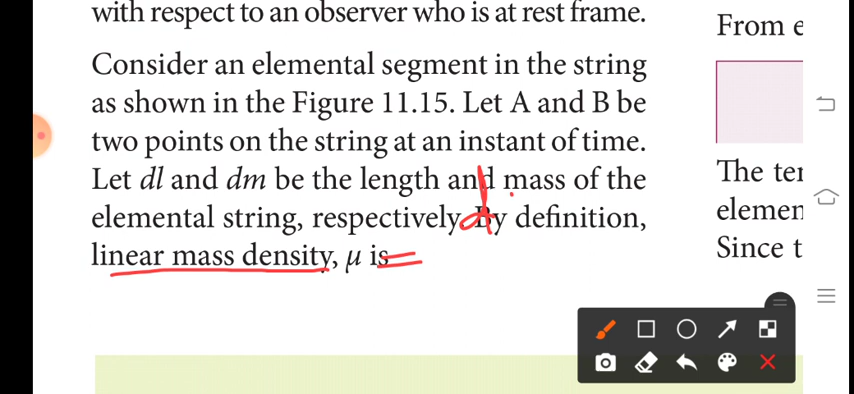 with respect to an observer who is at rest frame.
Consider an elemental segment in the string
as shown in the Figure 11.15. Let A and B be
two points on the string at an instant of time.
Let dl and dm be the length and mass of the
elemental string, respectively. By definition,
linear mass density, μ is =
d
From e
The ter
elemen
Since t